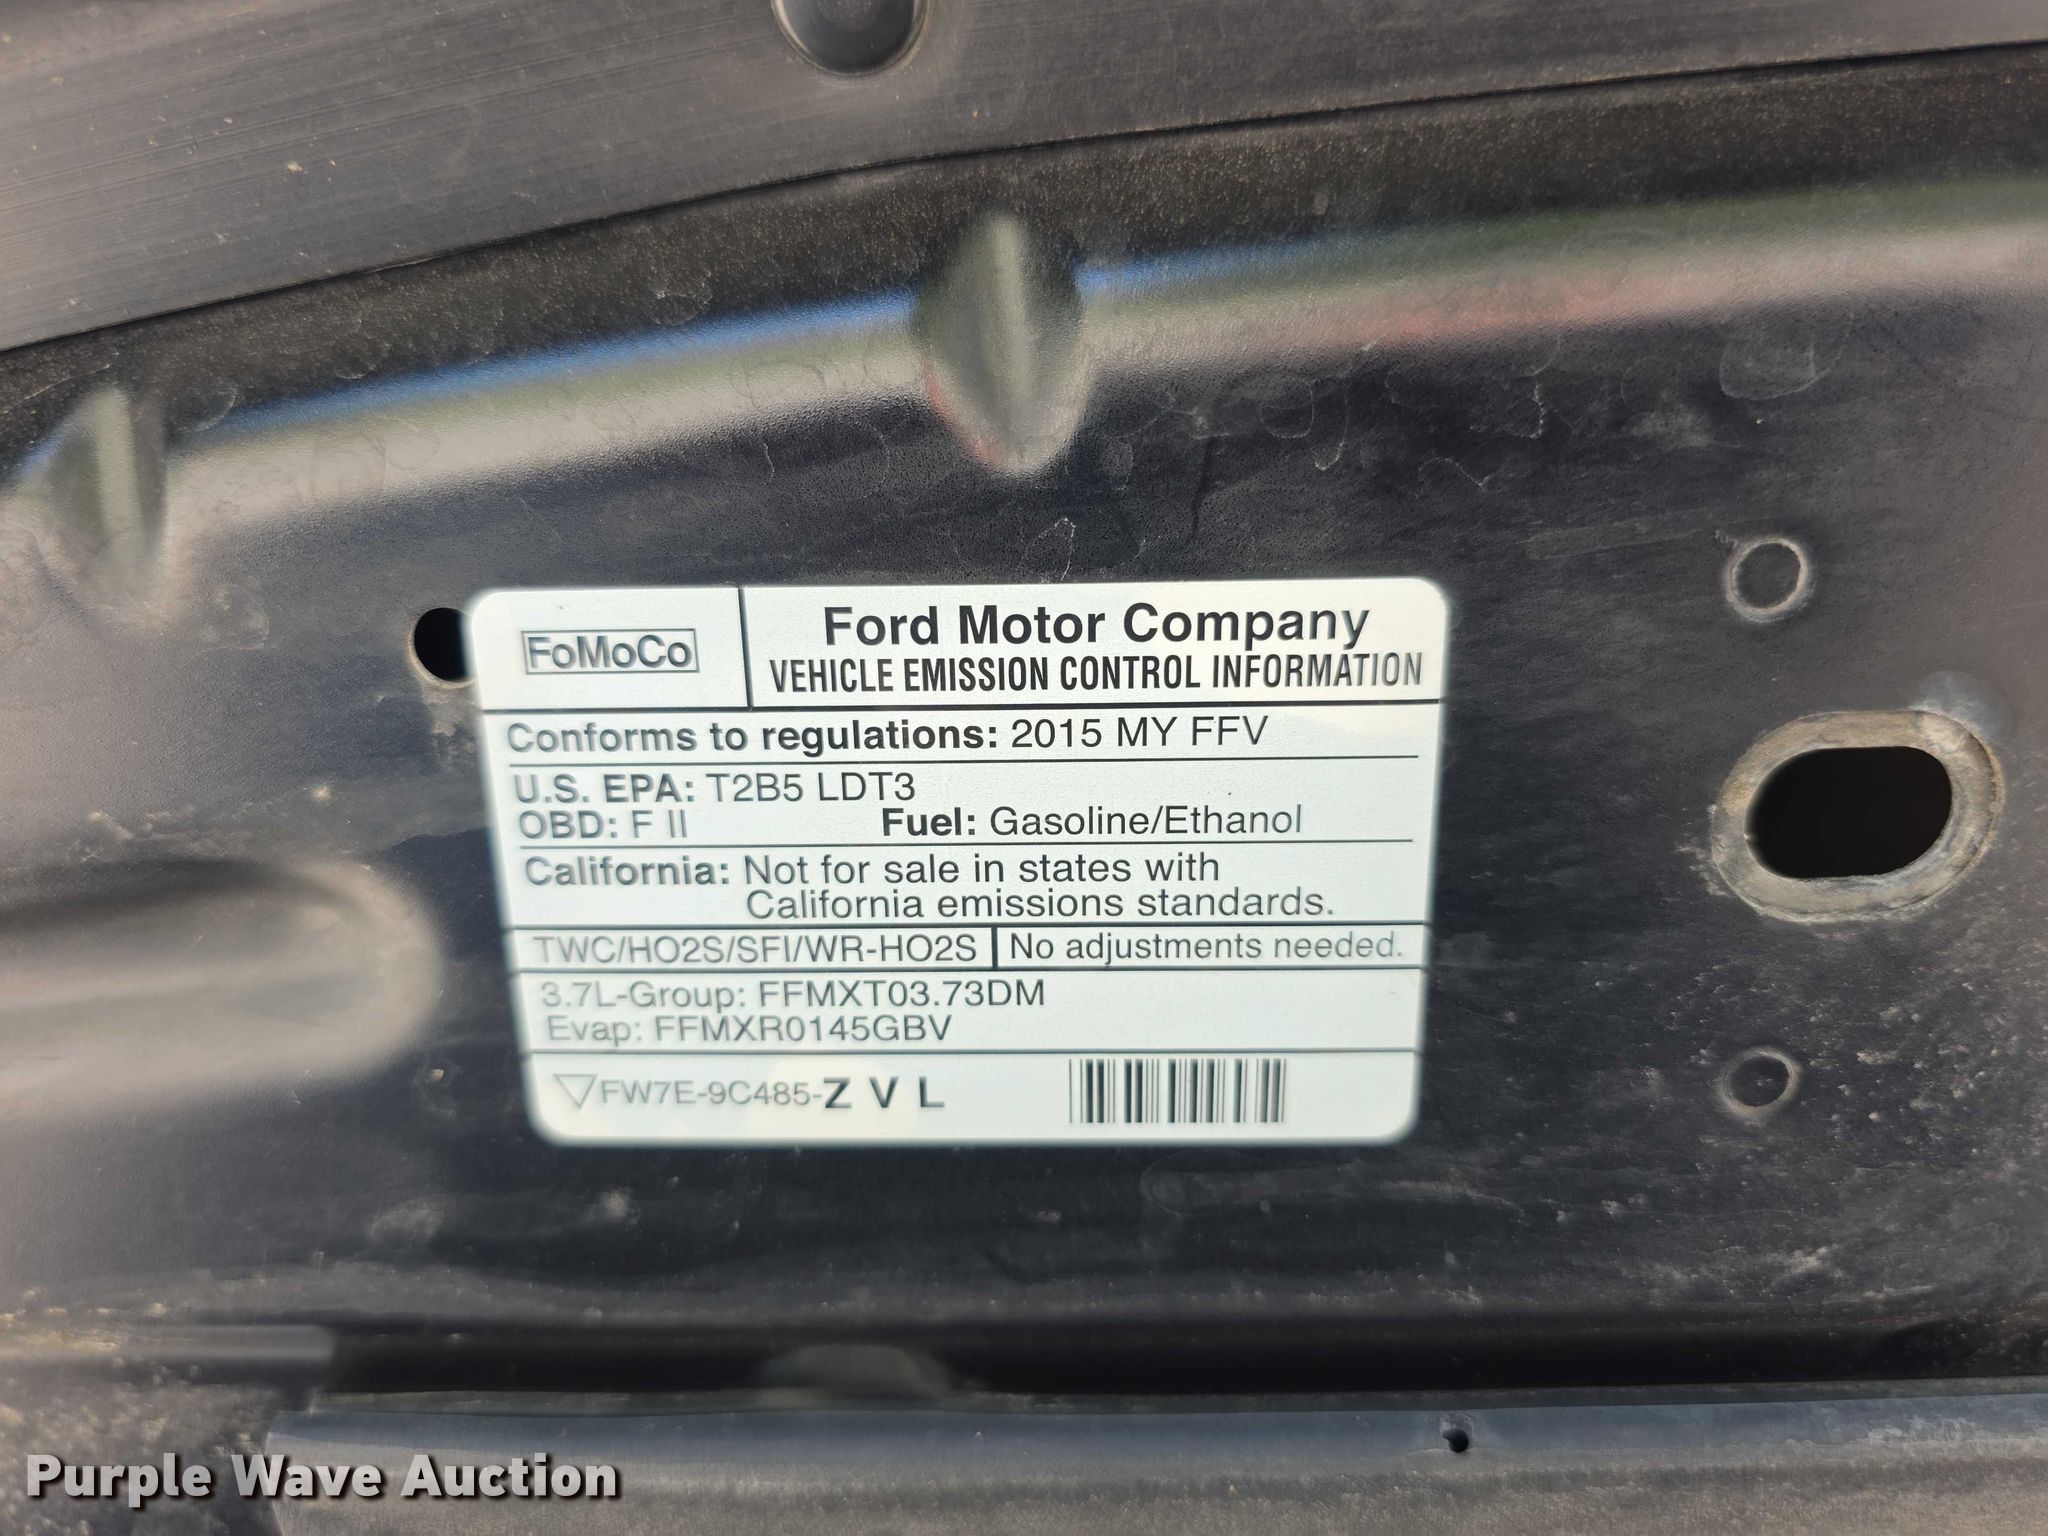 FoMoCo
Ford Motor Company
VEHICLE EMISSION CONTROL INFORMATION
Conforms to regulations: 2015 MY FFV
U.S. EPA: T2B5 LDT3
OBD: F II Fuel: Gasoline/Ethanol
California: Not for sale in states with
California emissions standards.
TWC/HO2S/SFI/WR-HO2S No adjustments needed.
3.7L-Group: FFMXT03.73DM
Evap: FFMXR0145GBV
FW7E-9C485-Z V L
Purple Wave Auction